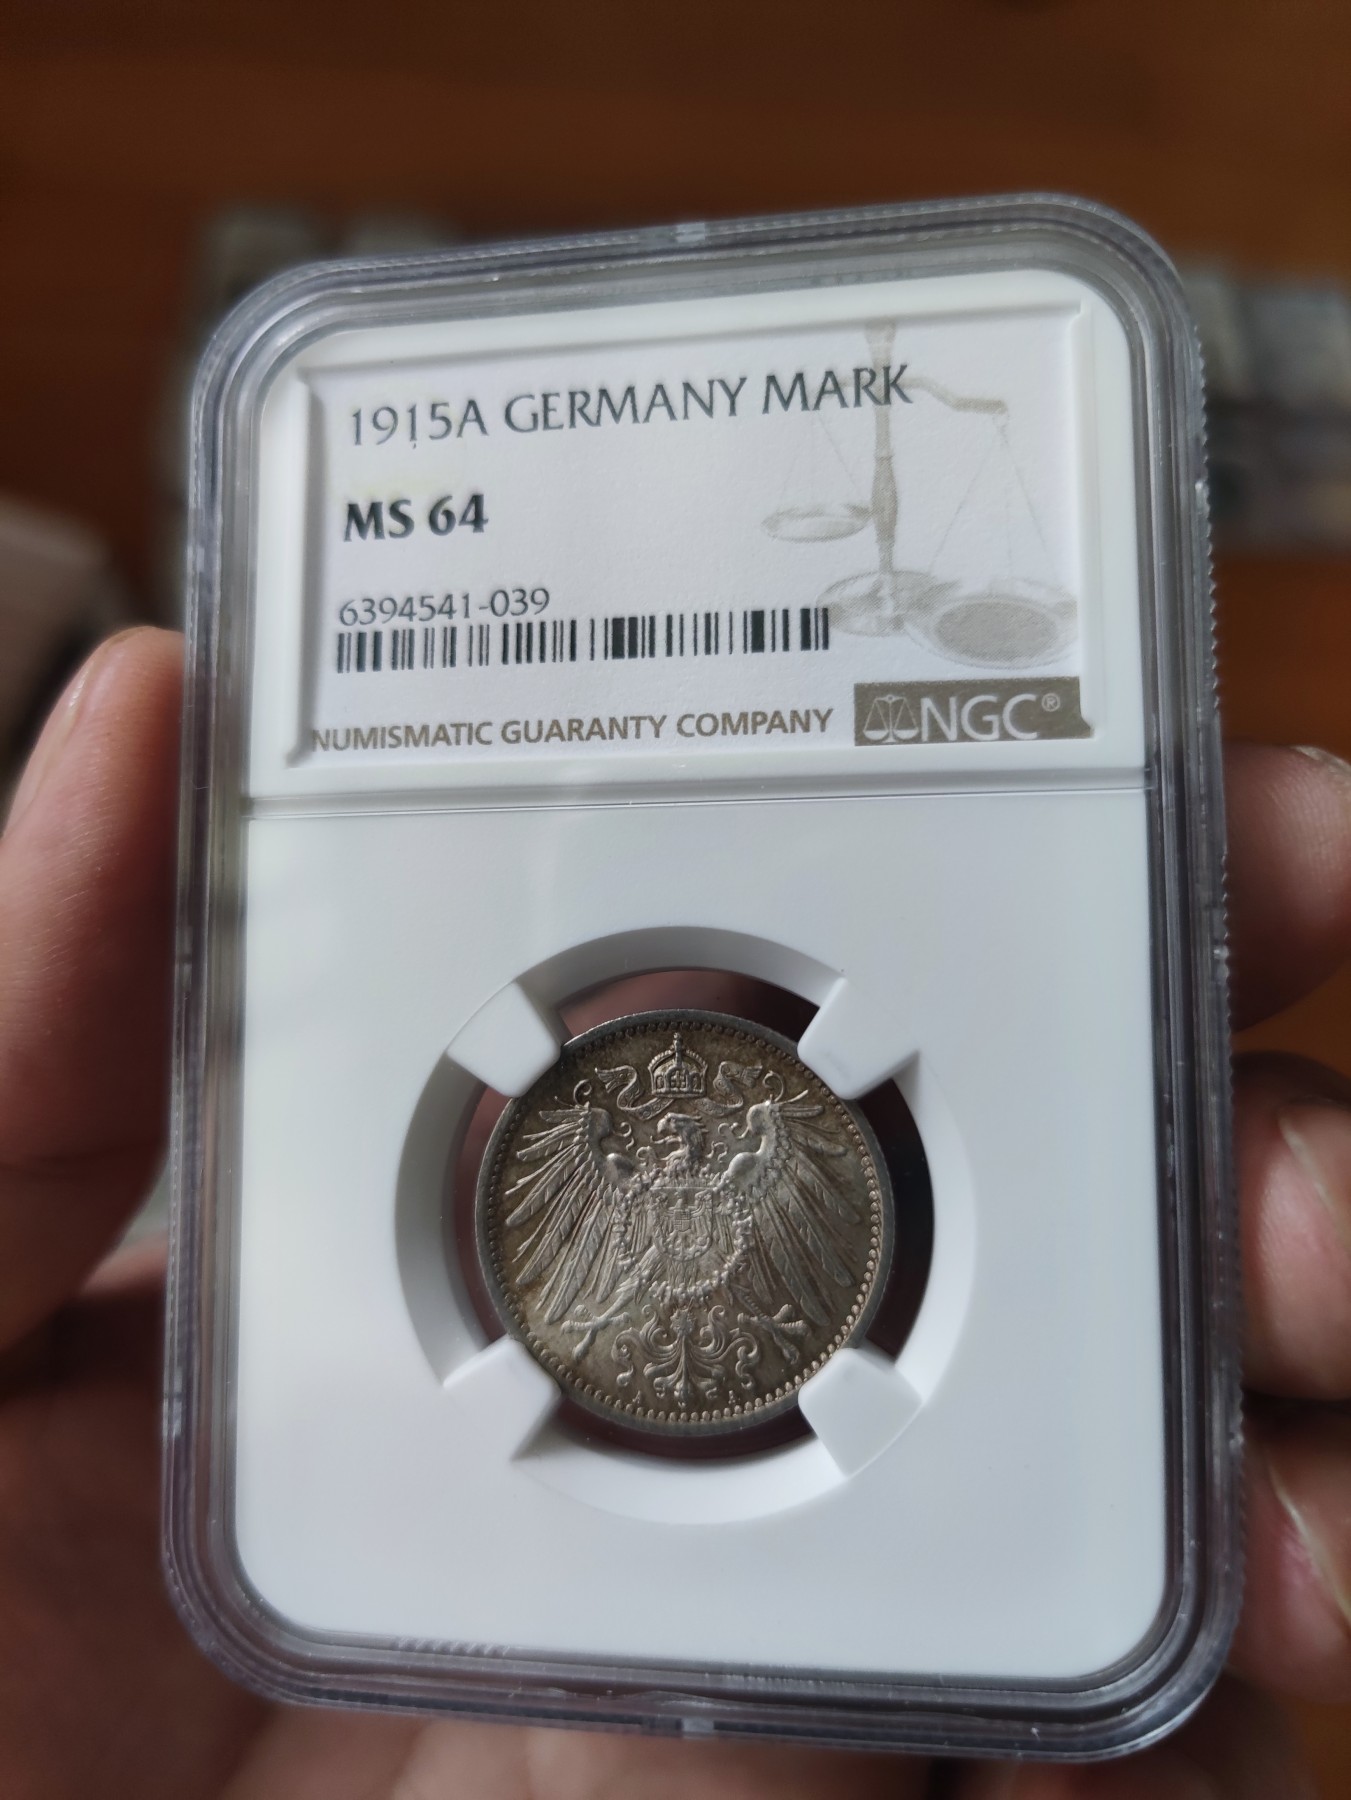 1915A GERMANY MARK
MS 64
6394541-039
NUMISMATIC GUARANTY COMPANY NGC®
A A